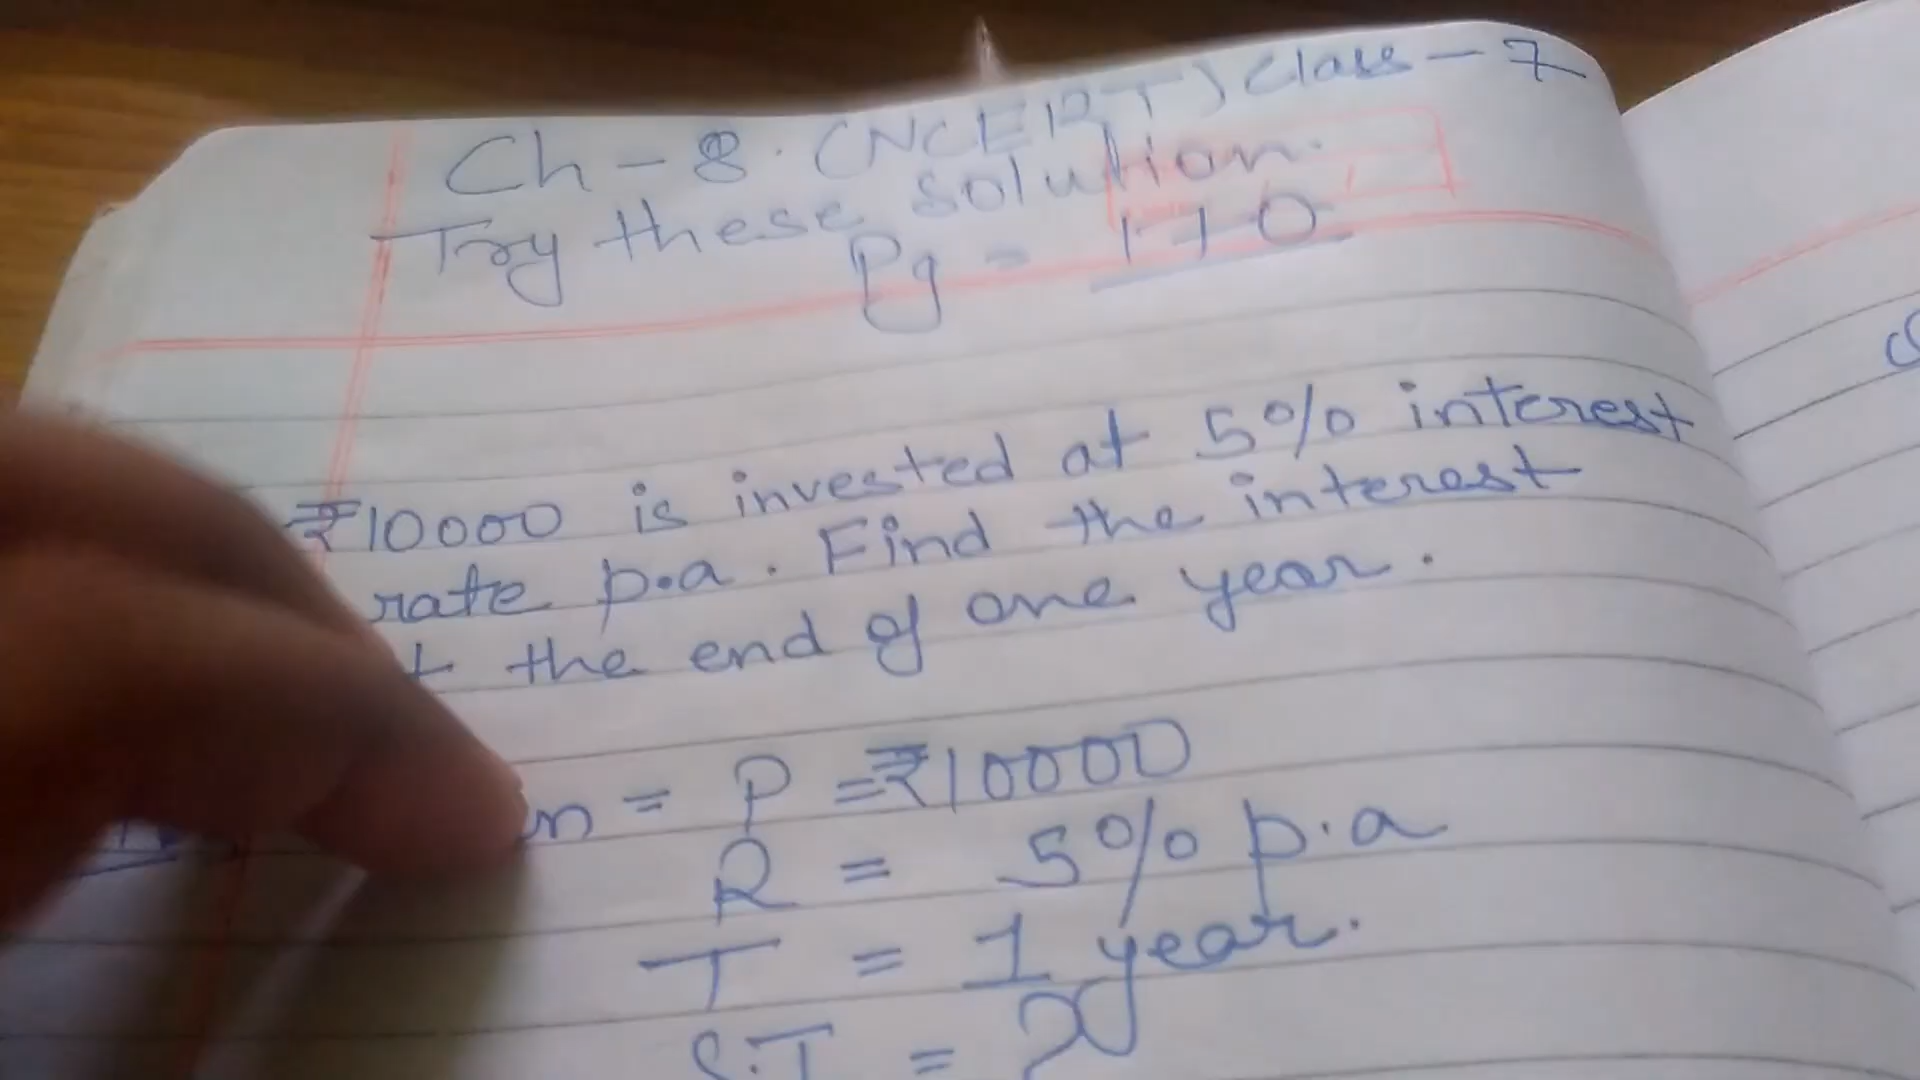 Ch - 8. (NCERT) Class - 7
Try these solution.
Pg - 170
₹10000 is invested at 5% interest
rate p.a. Find the interest
the end of one year.
= P = ₹10000
R = 5% p.a
T = 1 year.
S.I = ?